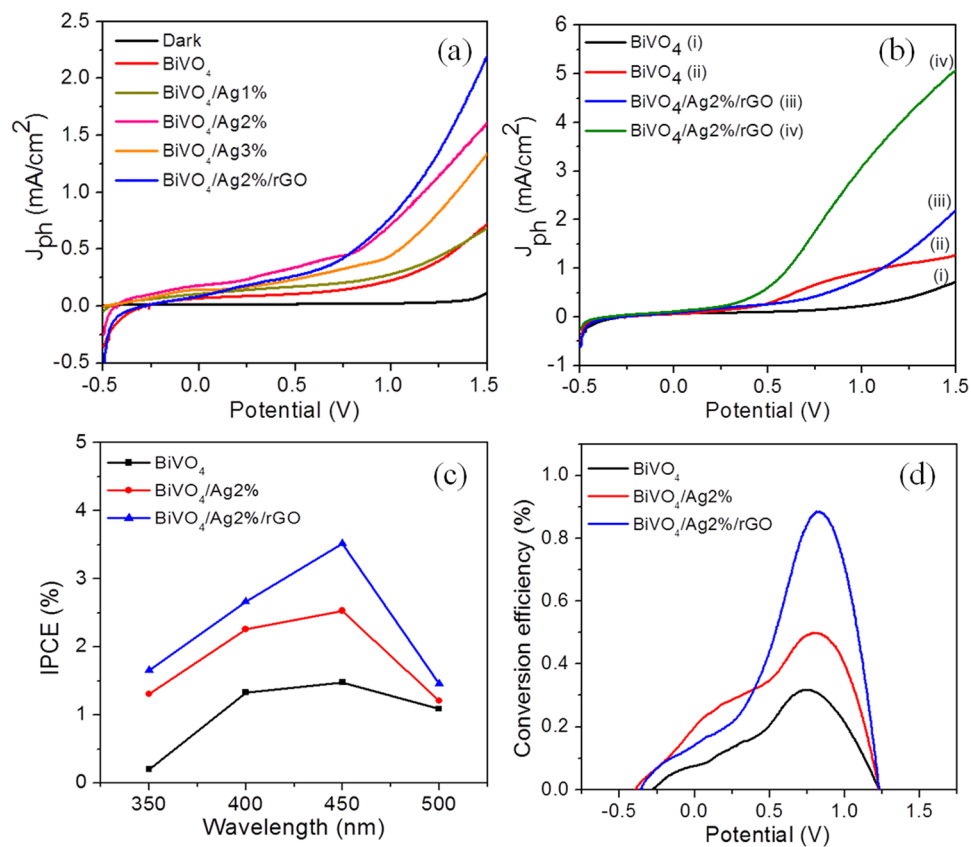 (a)
Dark
BiVO4
BiVO4/Ag1%
BiVO4/Ag2%
BiVO4/Ag3%
BiVO4/Ag2%/rGO
Jph (mA/cm2)
2.5
2.0
1.5
1.0
0.5
0.0
-0.5
-0.5 0.0 0.5 1.0 1.5
Potential (V)
(b)
BiVO4 (i)
BiVO4 (ii)
BiVO4/Ag2%/rGO (iii)
BiVO4/Ag2%/rGO (iv)
(iv)
(iii)
(ii)
(i)
Jph (mA/cm2)
6
5
4
3
2
1
0
-1
-0.5 0.0 0.5 1.0 1.5
Potential (V)
(c)
BiVO4
BiVO4/Ag2%
BiVO4/Ag2%/rGO
IPCE (%)
5
4
3
2
1
0
350 400 450 500
Wavelength (nm)
(d)
BiVO4
BiVO4/Ag2%
BiVO4/Ag2%/rGO
Conversion efficiency (%)
1.0
0.8
0.6
0.4
0.2
0.0
-0.5 0.0 0.5 1.0 1.5
Potential (V)